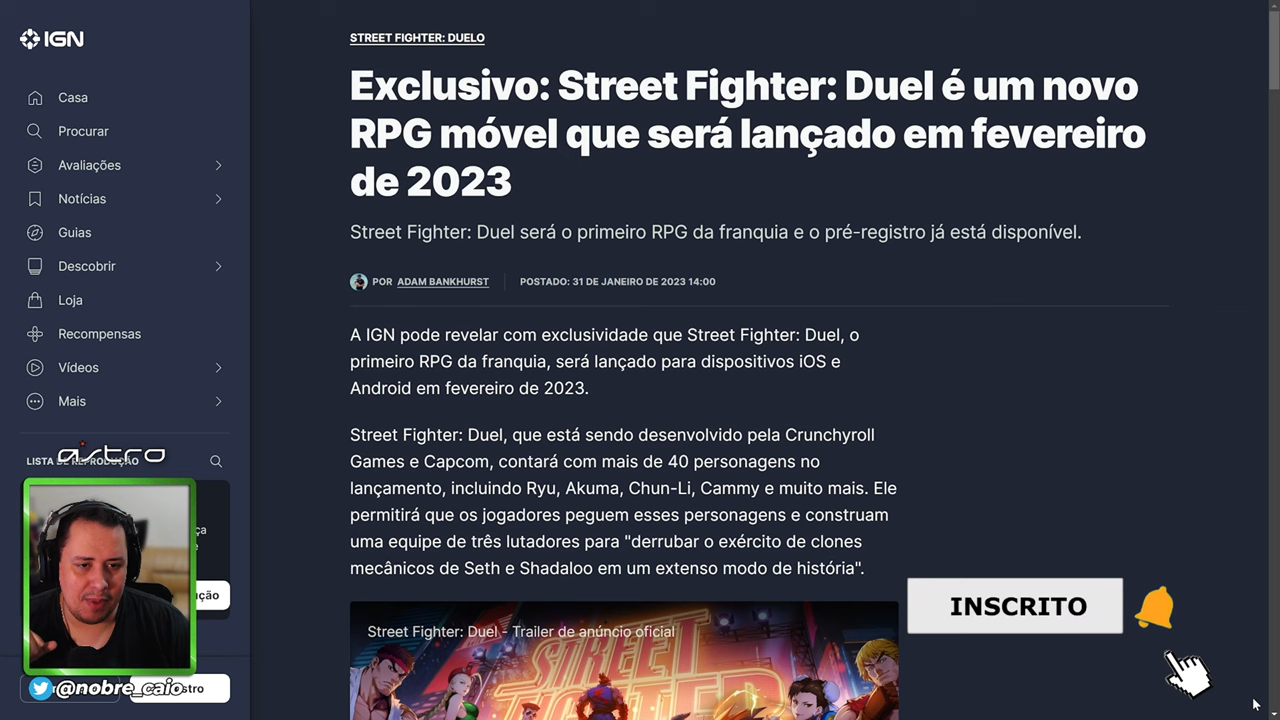 IGN
Casa
Procurar
Avaliações
Notícias
Guias
Descobrir
Loja
Recompensas
Vídeos
Mais
astro
LISTA DE REPRODUÇÃO
@nobre_caio
STREET FIGHTER: DUELO
Exclusivo: Street Fighter: Duel é um novo
RPG móvel que será lançado em fevereiro
de 2023
Street Fighter: Duel será o primeiro RPG da franquia e o pré-registro já está disponível.
POR ADAM BANKHURST
POSTADO: 31 DE JANEIRO DE 2023 14:00
A IGN pode revelar com exclusividade que Street Fighter: Duel, o
primeiro RPG da franquia, será lançado para dispositivos iOS e
Android em fevereiro de 2023.
Street Fighter: Duel, que está sendo desenvolvido pela Crunchyroll
Games e Capcom, contará com mais de 40 personagens no
lançamento, incluindo Ryu, Akuma, Chun-Li, Cammy e muito mais. Ele
permitirá que os jogadores peguem esses personagens e construam
uma equipe de três lutadores para "derrubar o exército de clones
mecânicos de Seth e Shadaloo em um extenso modo de história".
Street Fighter: Duel - Trailer de anúncio oficial
STREET
FIGHTER
INSCRITO